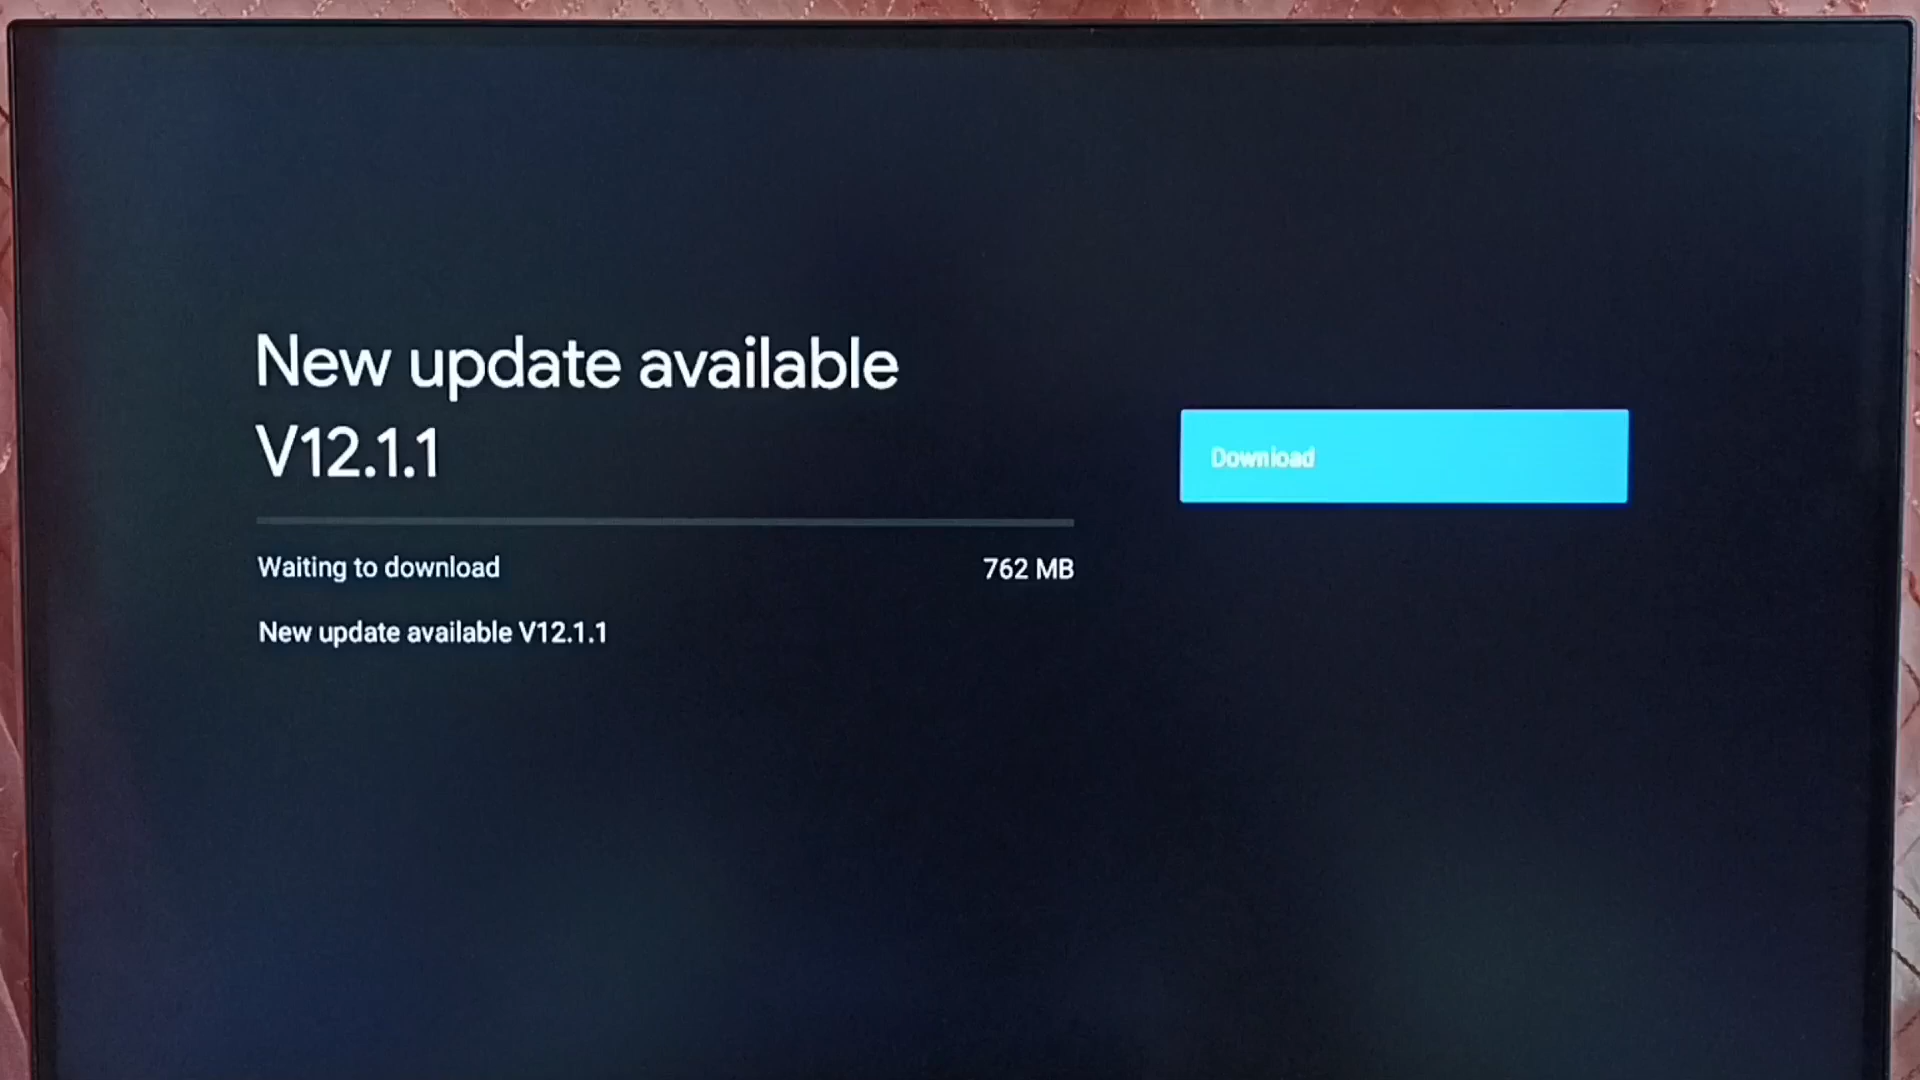 New update available
V12.1.1
Download
Waiting to download
762 MB
New update available V12.1.1